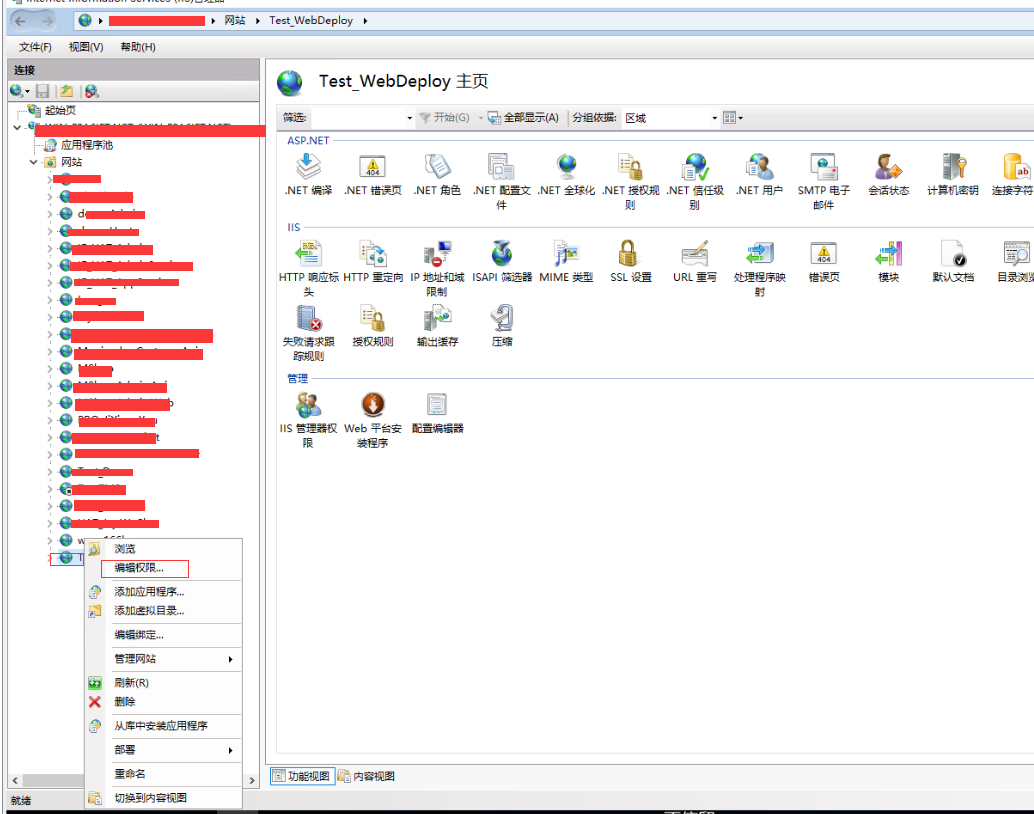 Internet Information Services (IIS)管理器
网站
Test_WebDeploy
文件(F) 视图(V) 帮助(H)
连接
起始页
应用程序池
网站
浏览
编辑权限...
添加应用程序...
添加虚拟目录...
编辑绑定...
管理网站
刷新(R)
删除
从库中安装应用程序
部署
重命名
切换到内容视图
就绪
Test_WebDeploy 主页
筛选: 开始(G) 全部显示(A) 分组依据: 区域
ASP.NET
.NET 编译
.NET 错误页
.NET 角色
.NET 配置文
件
.NET 全球化
.NET 授权规
则
.NET 信任级
别
.NET 用户
SMTP 电子
邮件
会话状态
计算机密钥
连接字符
IIS
HTTP 响应标
头
HTTP 重定向
IP 地址和域
限制
ISAPI 筛选器
MIME 类型
SSL 设置
URL 重写
处理程序映
射
错误页
模块
默认文档
目录浏览
失败请求跟
踪规则
授权规则
输出缓存
压缩
管理
IIS 管理器权
限
Web 平台安
装程序
配置编辑器
功能视图 内容视图